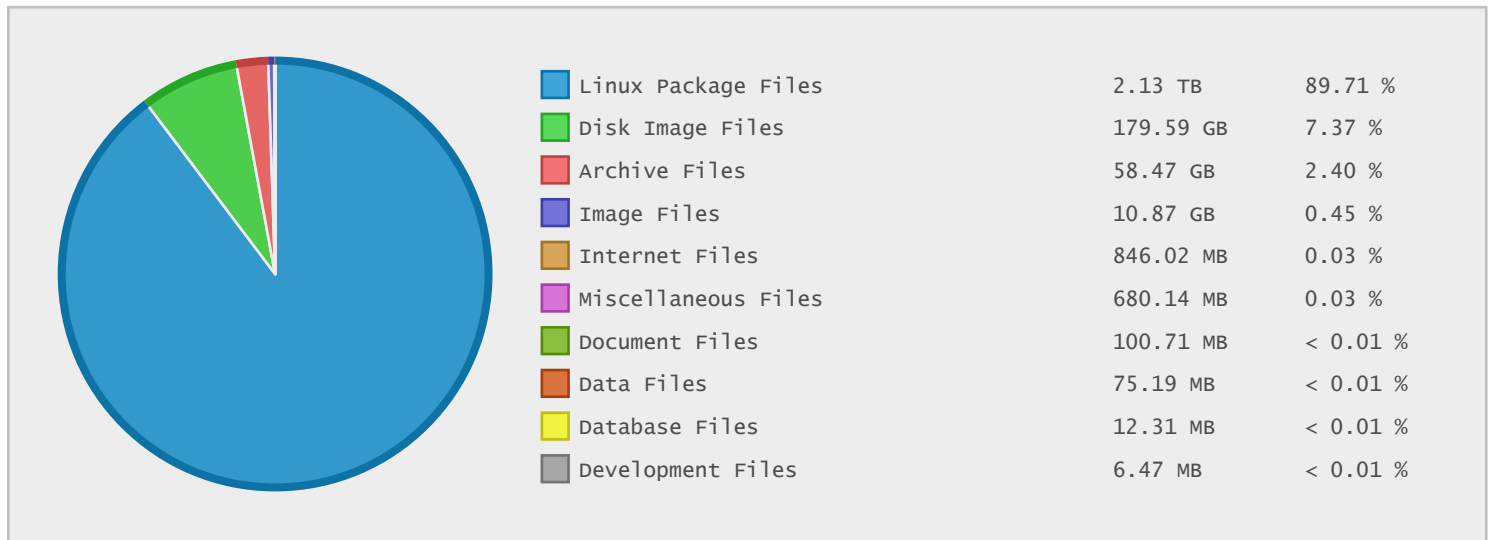 Linux Package Files 2.13 TB 89.71 %
Disk Image Files 179.59 GB 7.37 %
Archive Files 58.47 GB 2.40 %
Image Files 10.87 GB 0.45 %
Internet Files 846.02 MB 0.03 %
Miscellaneous Files 680.14 MB 0.03 %
Document Files 100.71 MB < 0.01 %
Data Files 75.19 MB < 0.01 %
Database Files 12.31 MB < 0.01 %
Development Files 6.47 MB < 0.01 %